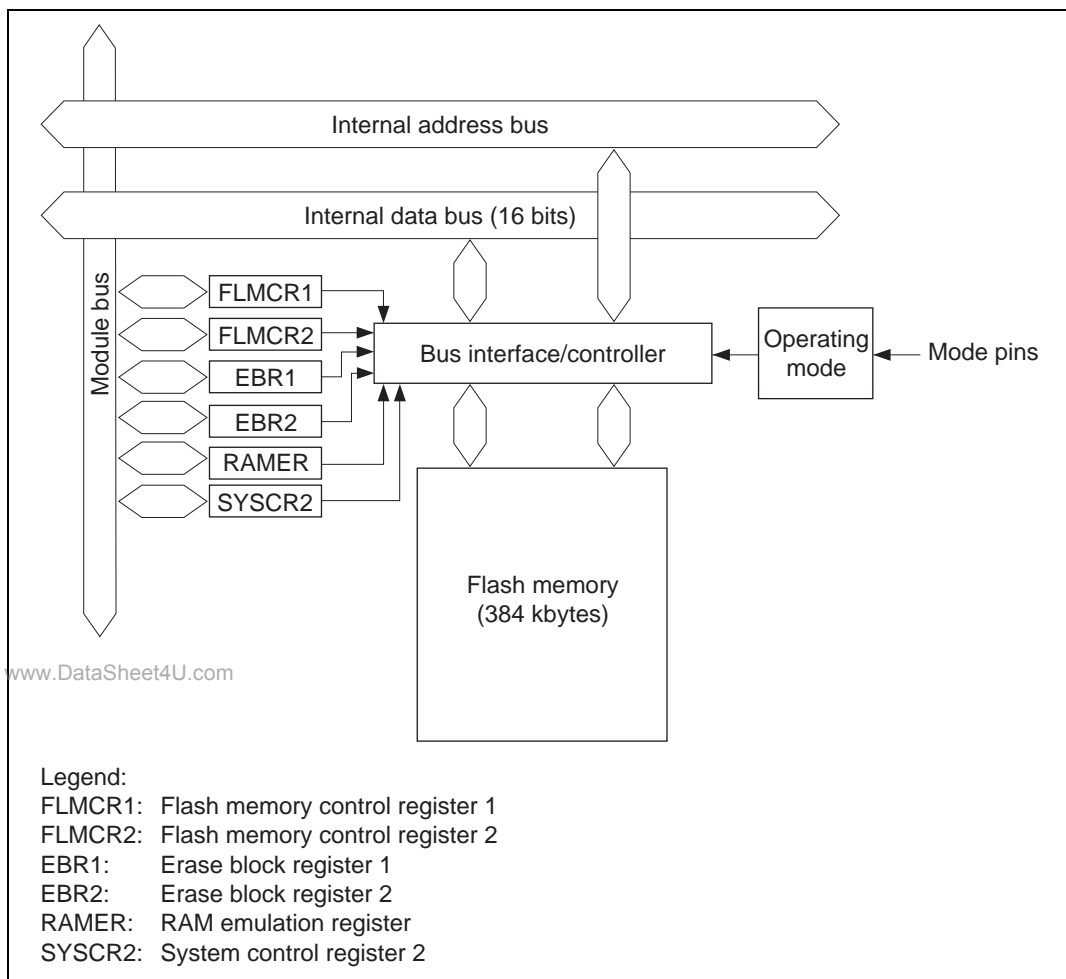 Internal address bus
Internal data bus (16 bits)
Module bus
FLMCR1
FLMCR2
EBR1
EBR2
RAMER
SYSCR2
Bus interface/controller
Operating
mode
Mode pins
Flash memory
(384 kbytes)
www.DataSheet4U.com
Legend:
FLMCR1: Flash memory control register 1
FLMCR2: Flash memory control register 2
EBR1: Erase block register 1
EBR2: Erase block register 2
RAMER: RAM emulation register
SYSCR2: System control register 2